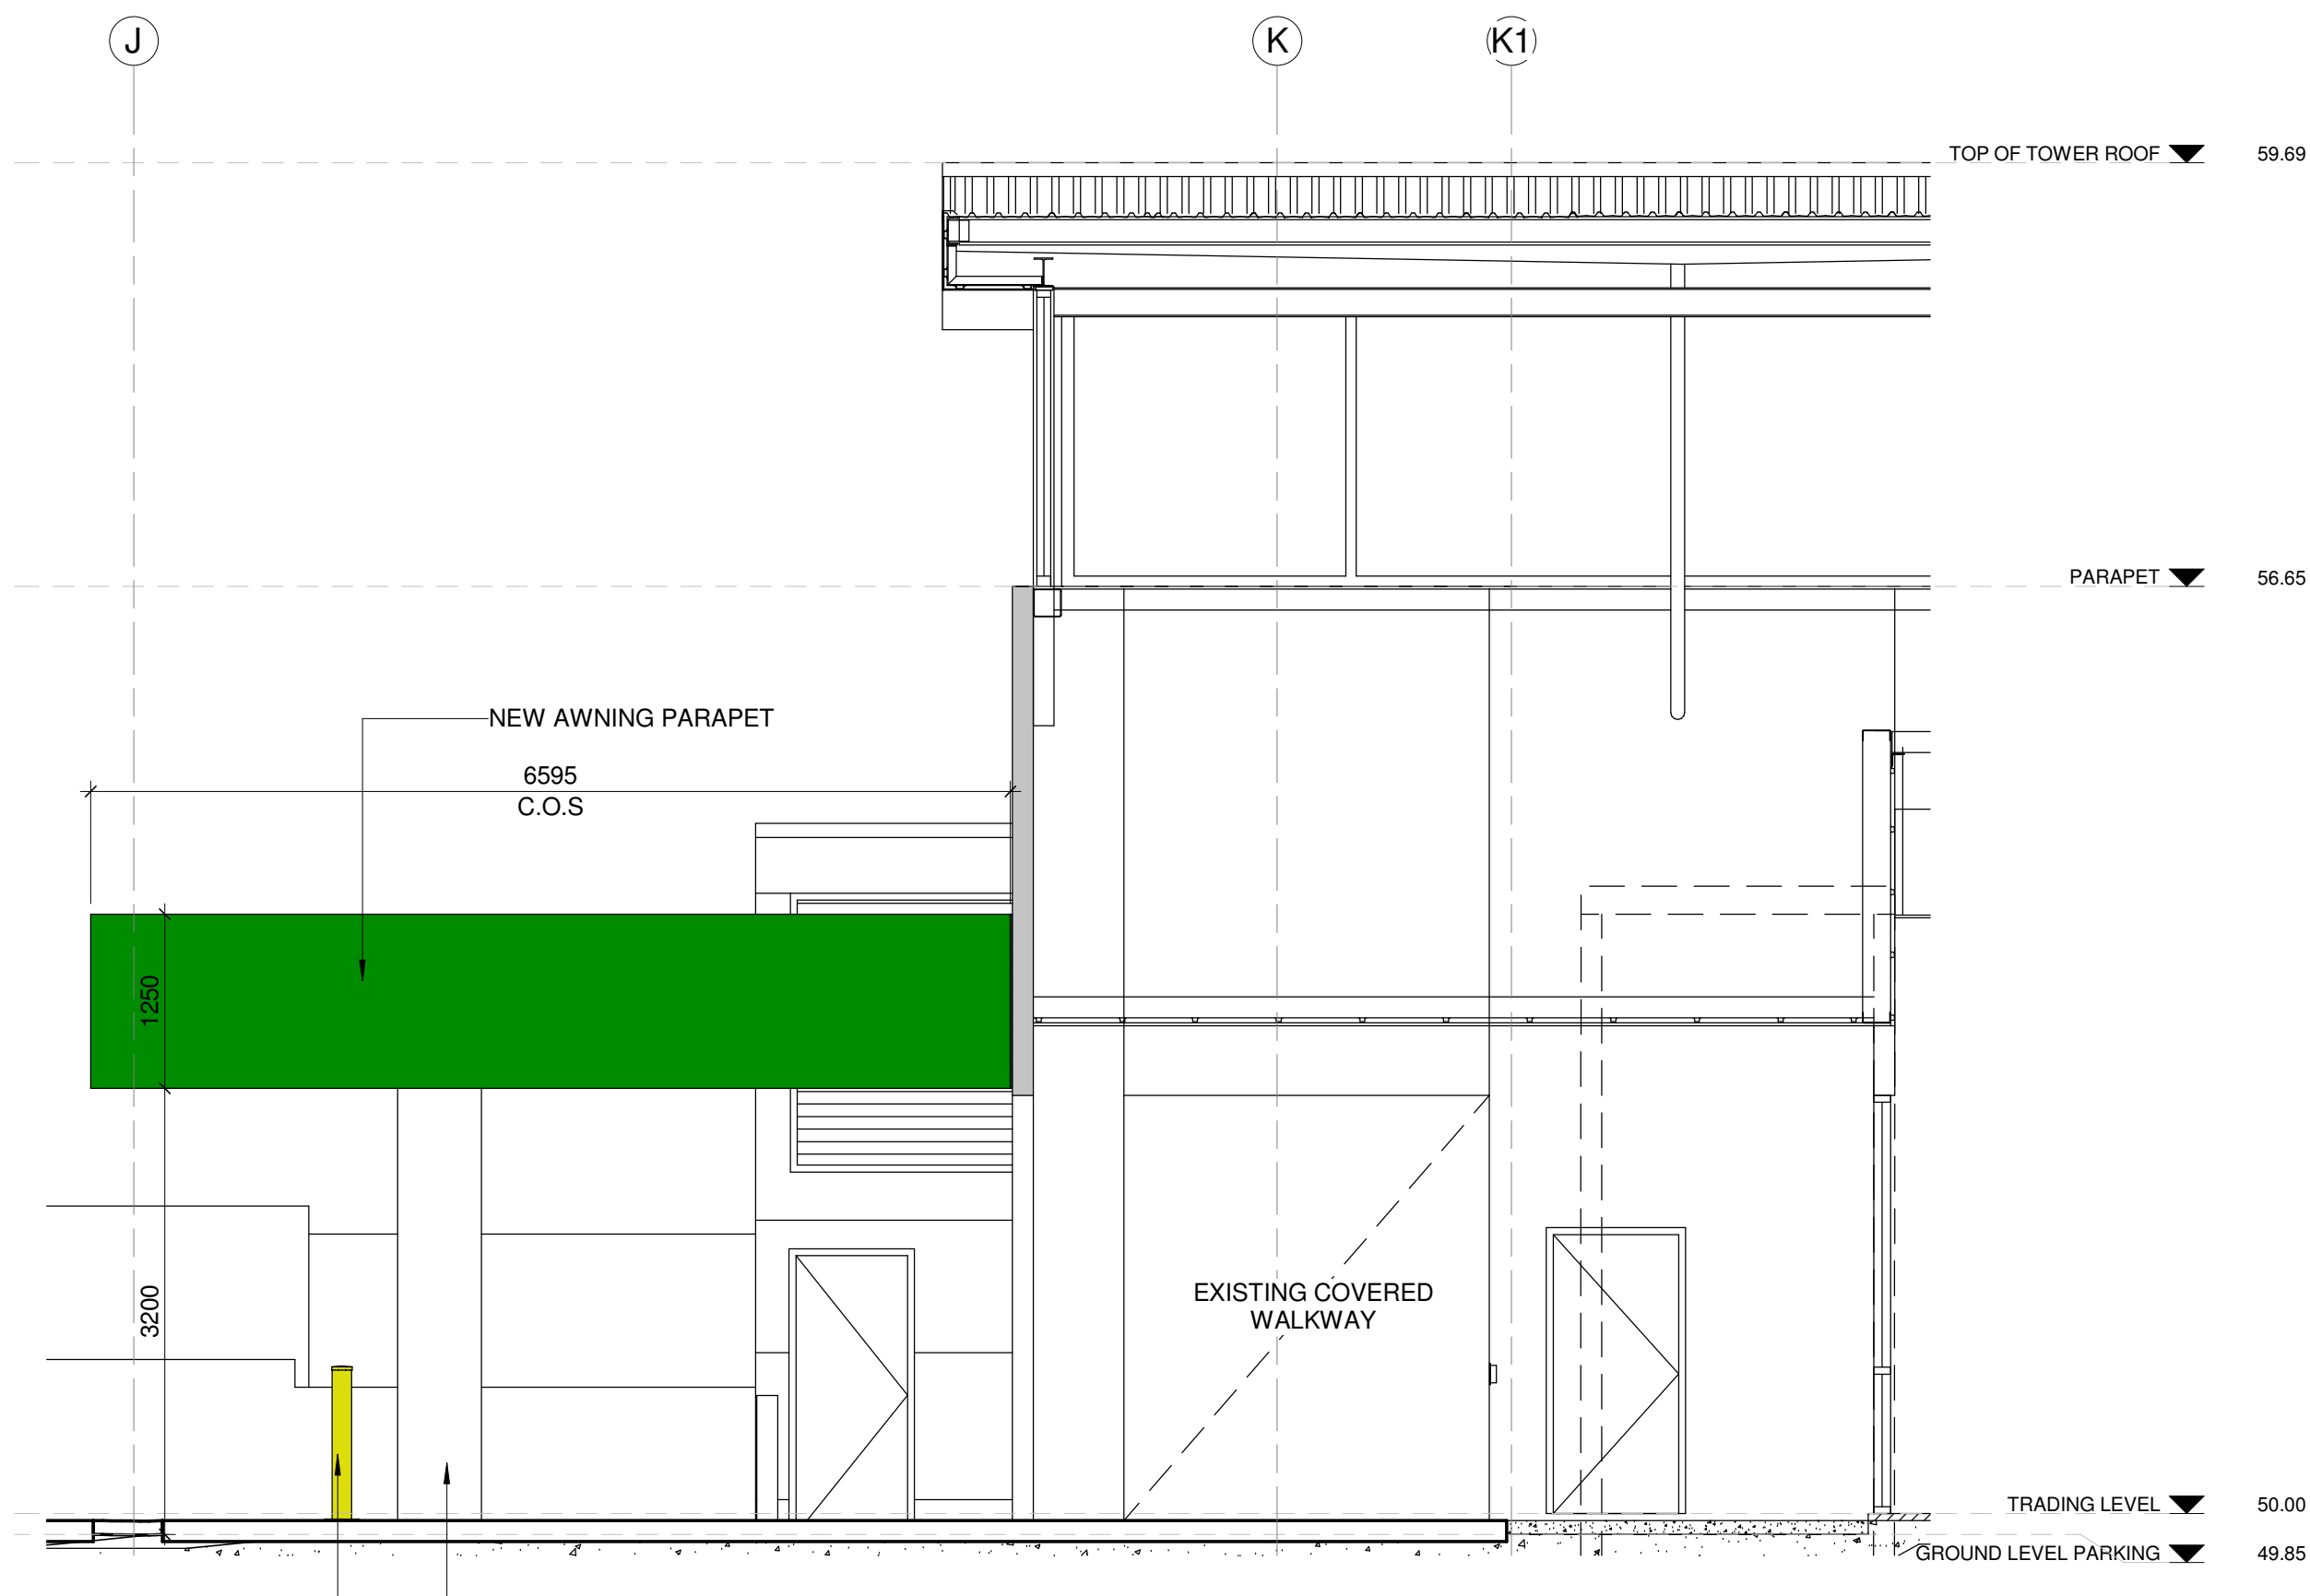 J
K
K1
TOP OF TOWER ROOF 59.69
PARAPET 56.65
NEW AWNING PARAPET
6595
C.O.S
1250
3200
EXISTING COVERED
WALKWAY
TRADING LEVEL 50.00
GROUND LEVEL PARKING 49.85